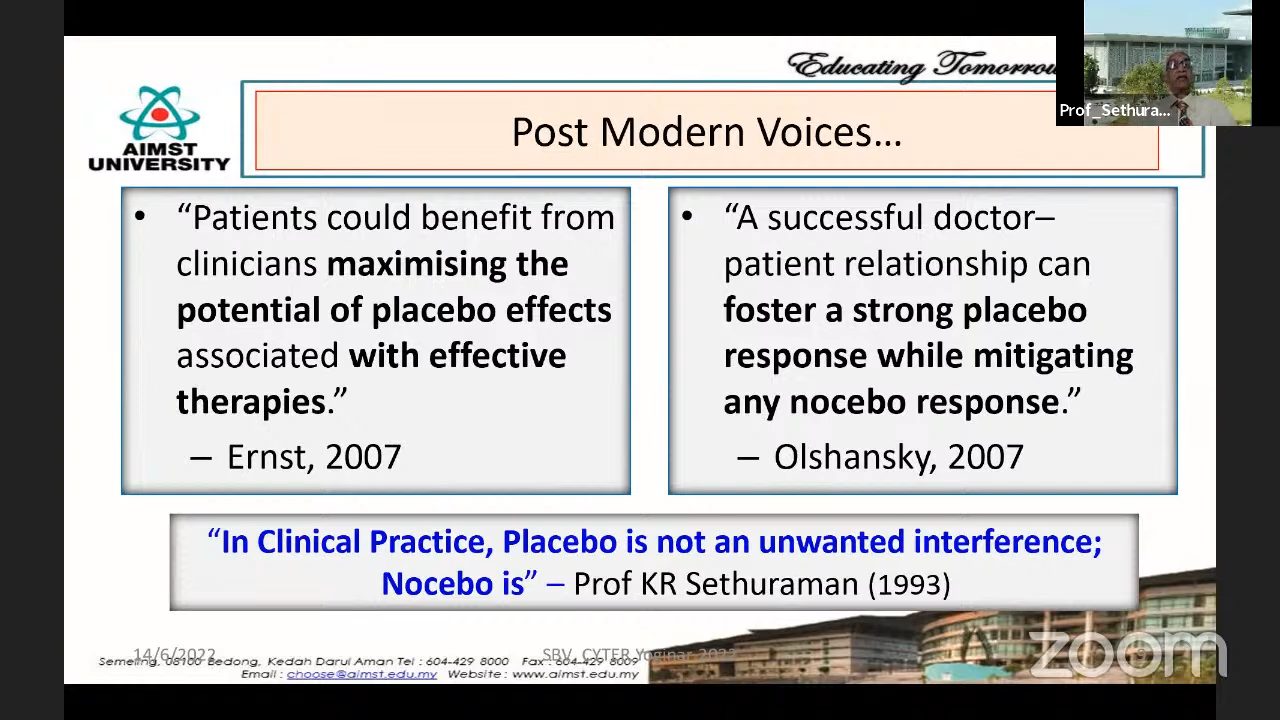 Educating Tomorrow
Prof_Sethura...
AIMST
UNIVERSITY
Post Modern Voices...
• “Patients could benefit from
clinicians maximising the
potential of placebo effects
associated with effective
therapies.”
– Ernst, 2007
• “A successful doctor–
patient relationship can
foster a strong placebo
response while mitigating
any nocebo response.”
– Olshansky, 2007
“In Clinical Practice, Placebo is not an unwanted interference;
Nocebo is” – Prof KR Sethuraman (1993)
14/6/2022
SBV, CYTER Yoginar 2022
Semeling, 08100 Bedong, Kedah Darul Aman Tel : 604-429 8000 Fax : 604-429 8009
Email : choose@aimst.edu.my Website : www.aimst.edu.my
zoom